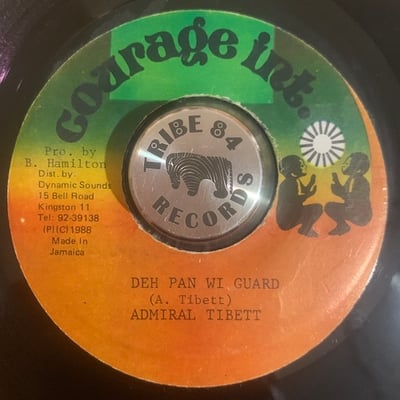 courage int.
TRIBE 84
RECORDS
Pro. by
B. Hamilton
Dist. by:
Dynamic Sounds
15 Bell Road
Kingston 11
Tel: 92-39138
(P)(C)1988
Made In
Jamaica
DEH PAN WI GUARD
(A. Tibett)
ADMIRAL TIBETT